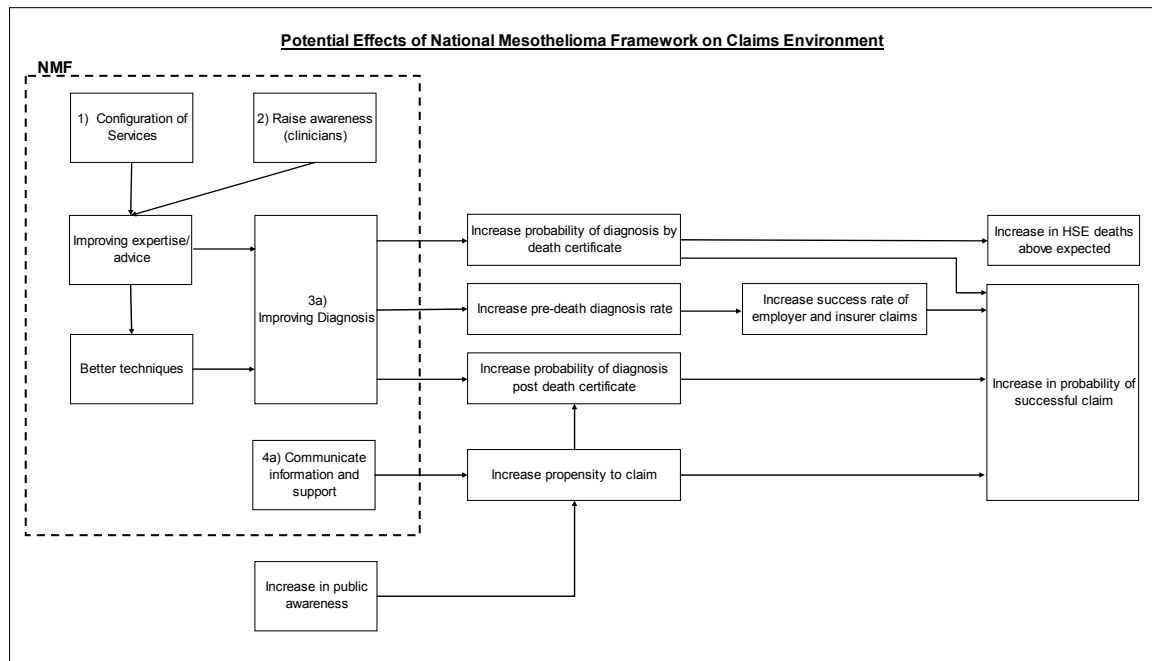 Potential Effects of National Mesothelioma Framework on Claims Environment
NMF
1) Configuration of
Services
2) Raise awareness
(clinicians)
Improving expertise/
advice
3a)
Improving Diagnosis
Better techniques
4a) Communicate
information and
support
Increase in public
awareness
Increase probability of diagnosis by
death certificate
Increase pre-death diagnosis rate
Increase probability of diagnosis
post death certificate
Increase propensity to claim
Increase success rate of
employer and insurer claims
Increase in HSE deaths
above expected
Increase in probability of
successful claim